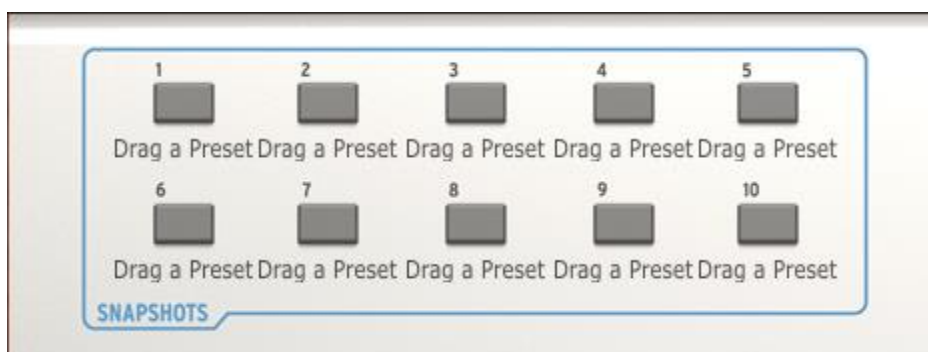 1 2 3 4 5
Drag a Preset Drag a Preset Drag a Preset Drag a Preset Drag a Preset
6 7 8 9 10
Drag a Preset Drag a Preset Drag a Preset Drag a Preset Drag a Preset
SNAPSHOTS